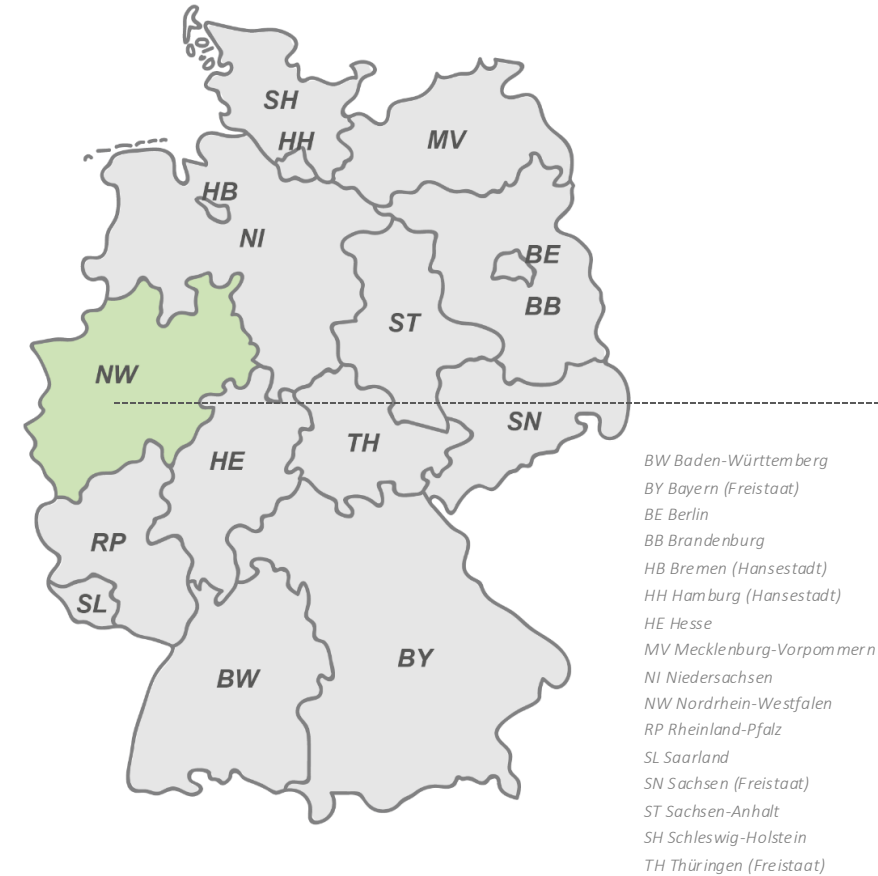 SH
HH
MV
HB
NI
BE
BB
ST
NW
SN
TH
HE
RP
SL
BW
BY
BW Baden-Württemberg
BY Bayern (Freistaat)
BE Berlin
BB Brandenburg
HB Bremen (Hansestadt)
HH Hamburg (Hansestadt)
HE Hesse
MV Mecklenburg-Vorpommern
NI Niedersachsen
NW Nordrhein-Westfalen
RP Rheinland-Pfalz
SL Saarland
SN Sachsen (Freistaat)
ST Sachsen-Anhalt
SH Schleswig-Holstein
TH Thüringen (Freistaat)